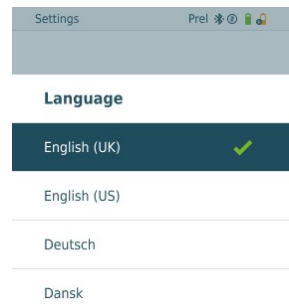 Settings Prel
Language
English (UK)
English (US)
Deutsch
Dansk